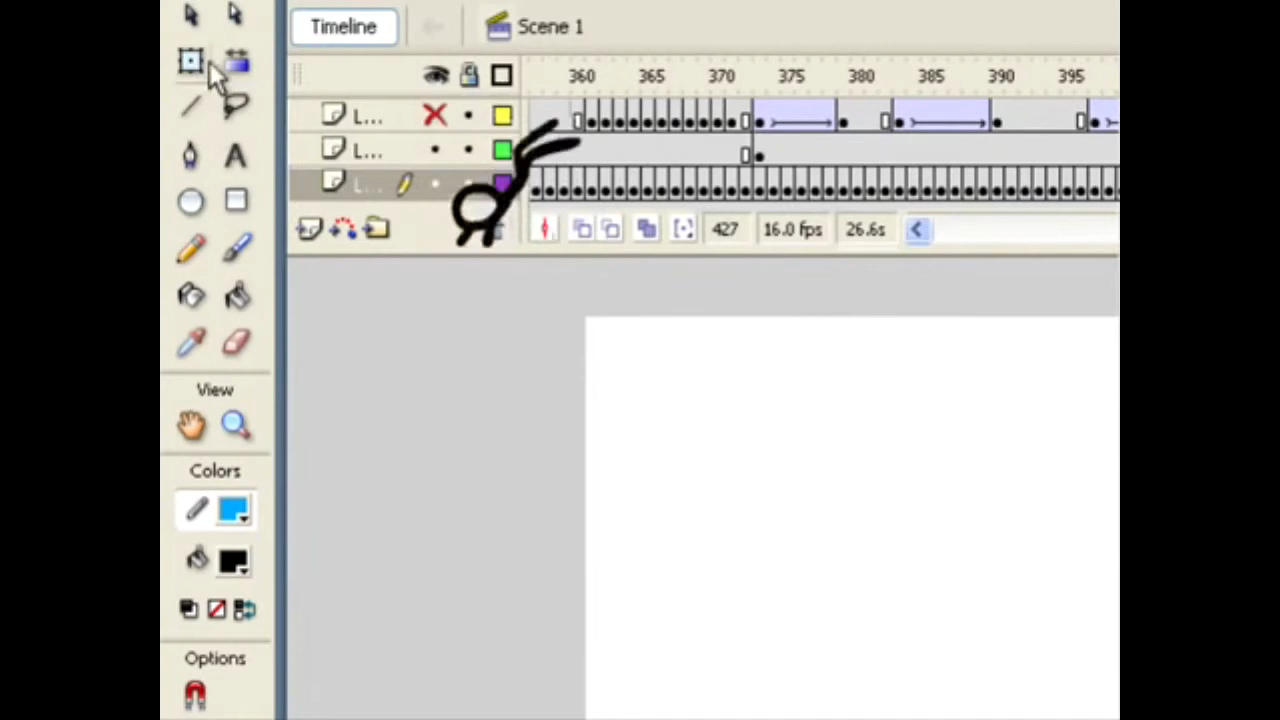 Timeline
Scene 1
360 365 370 375 380 385 390 395
L...
L...
L...
427 16.0 fps 26.6s
A
View
Colors
Options